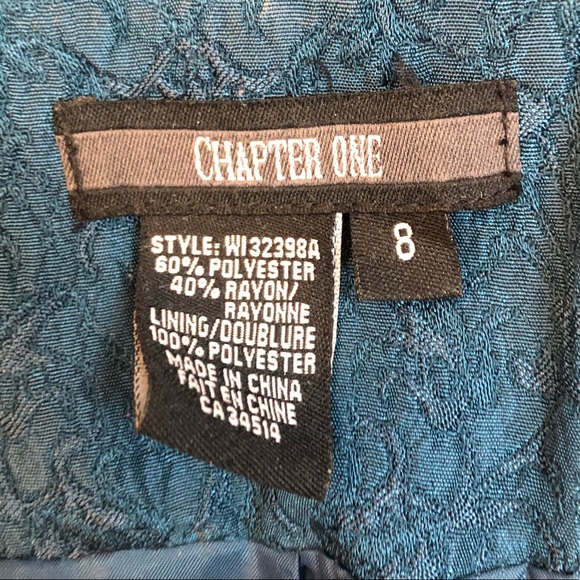 CHAPTER ONE
8
STYLE: WI32398A
60% POLYESTER
40% RAYON/
RAYONNE
LINING/DOUBLURE
100% POLYESTER
MADE IN CHINA
FAIT EN CHINE
CA 34514